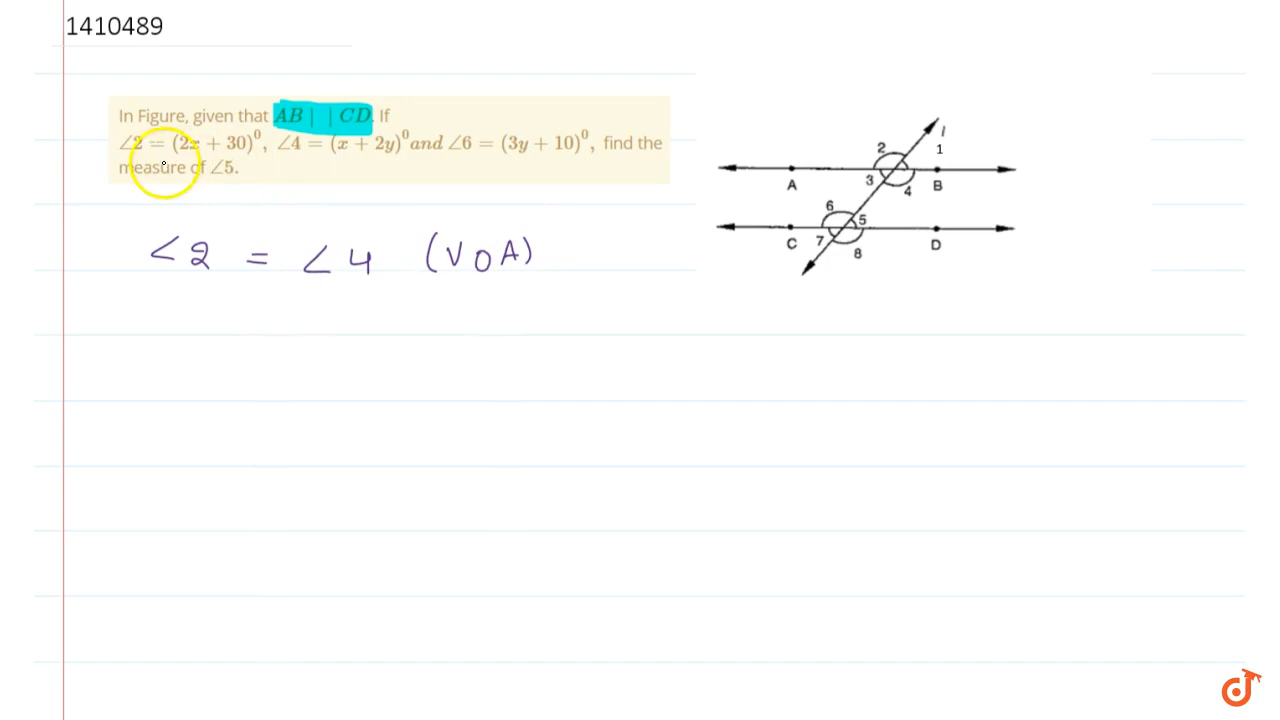 1410489
In Figure, given that AB| |CD. If
∠2 = (2x + 30)⁰, ∠4 = (x + 2y)⁰ and ∠6 = (3y + 10)⁰, find the
measure of ∠5.
∠2 = ∠4 (VOA)
l
2 1
A 3 4 B
6 5
C 7 8 D